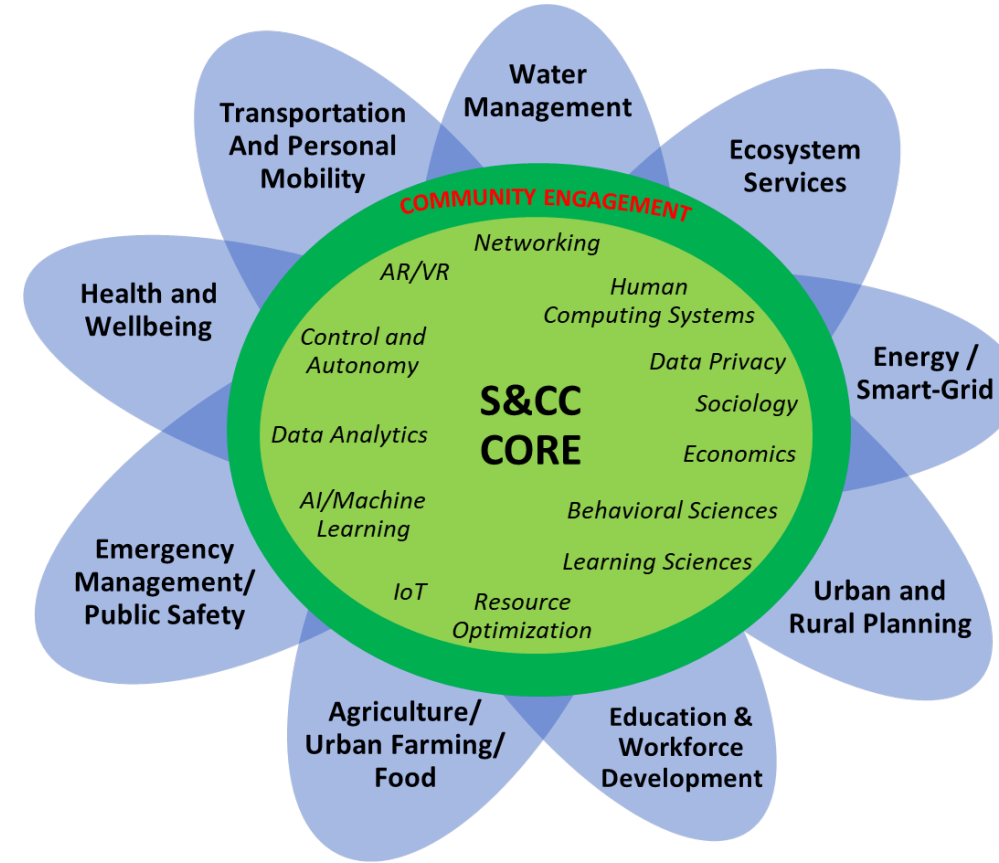 Water
Management
Transportation
And Personal
Mobility
Ecosystem
Services
COMMUNITY ENGAGEMENT
Networking
AR/VR
Human
Computing Systems
Health and
Wellbeing
Control and
Autonomy
Data Privacy
Energy /
Smart-Grid
S&CC
CORE
Sociology
Data Analytics
Economics
AI/Machine
Learning
Behavioral Sciences
Emergency
Management/
Public Safety
Learning Sciences
IoT
Resource
Optimization
Urban and
Rural Planning
Agriculture/
Urban Farming/
Food
Education &
Workforce
Development